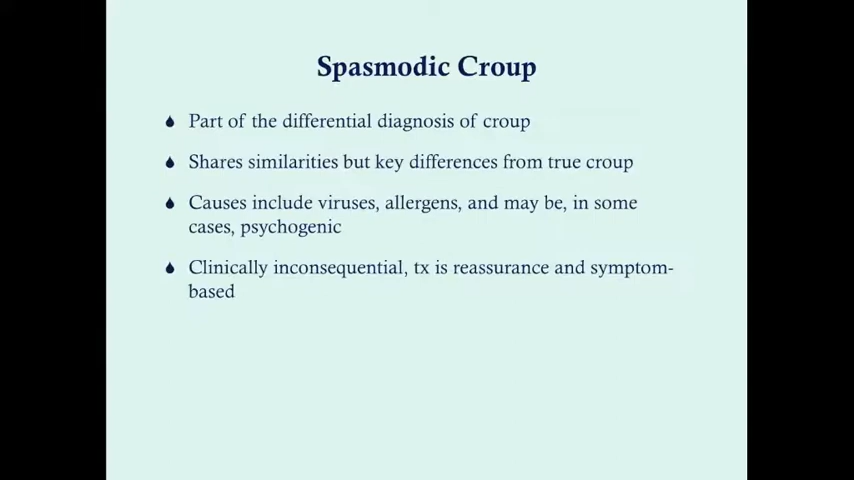 Spasmodic Croup
Part of the differential diagnosis of croup
Shares similarities but key differences from true croup
Causes include viruses, allergens, and may be, in some
cases, psychogenic
Clinically inconsequential, tx is reassurance and symptom-
based